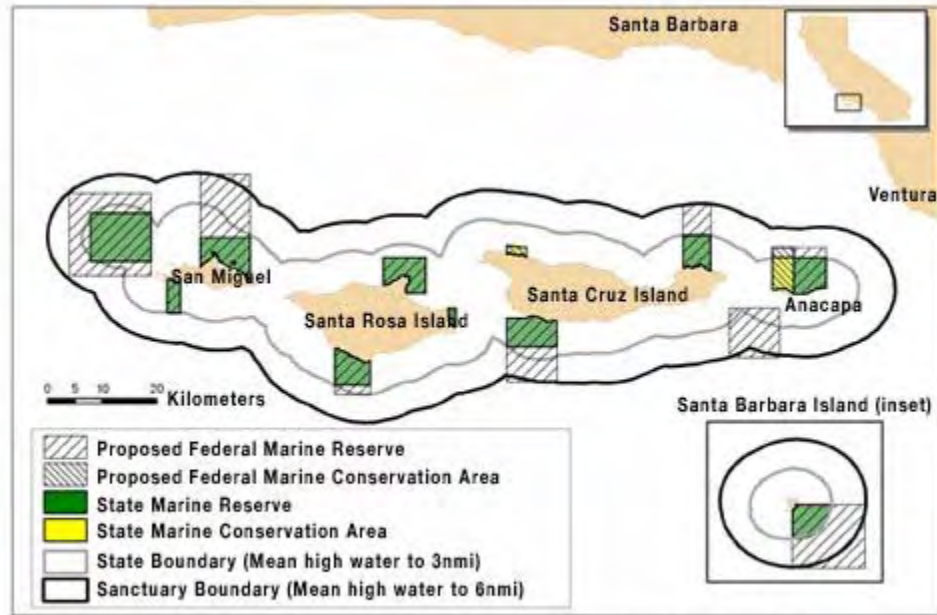 Santa Barbara
Ventura
San Miguel
Santa Cruz Island
Anacapa
Santa Rosa Island
0 5 10 20
Kilometers
Santa Barbara Island (inset)
Proposed Federal Marine Reserve
Proposed Federal Marine Conservation Area
State Marine Reserve
State Marine Conservation Area
State Boundary (Mean high water to 3nmi)
Sanctuary Boundary (Mean high water to 6nmi)